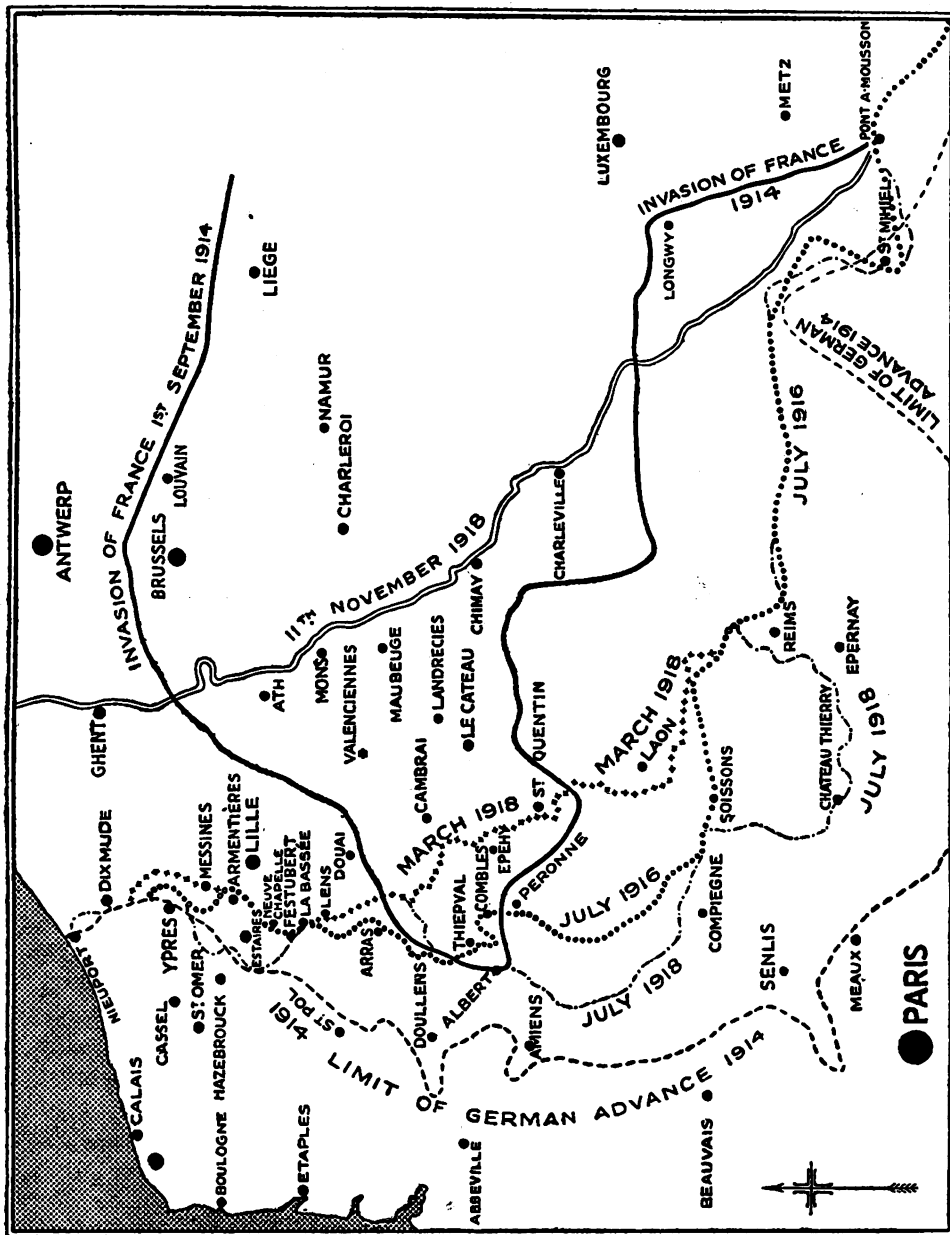 ANTWERP
INVASION OF FRANCE 1ST SEPTEMBER 1914
LIEGE
LOUVAIN
BRUSSELS
GHENT
NAMUR
CHARLEROI
11TH NOVEMBER 1918
ATH
MONS
VALENCIENNES
MAUBEUGE
LANDRECIES
LE CATEAU
CHIMAY
CHARLEVILLE
LUXEMBOURG
METZ
LONGWY
INVASION OF FRANCE
1914
PONT A-MOUSSON
ST MIHIEL
LIMIT OF GERMAN
ADVANCE 1914
JULY 1916
NIEUPORT
DIXMUDE
CALAIS
CASSEL
YPRES
ST OMER
MESSINES
ARMENTIÈRES
LILLE
BOULOGNE
HAZEBROUCK
ESTAIRES
NEUVE
CHAPELLE
FESTUBERT
LA BASSÉE
LENS
DOUAI
ETAPLES
ST POL
ARRAS
CAMBRAI
MARCH 1918
DOULLENS
ALBERT
THIEPVAL
COMBLES
EPEHY
ST QUENTIN
PERONNE
AMIENS
ABBEVILLE
1914
LIMIT OF GERMAN ADVANCE 1914
JULY 1916
JULY 1918
MARCH 1918
LAON
REIMS
EPERNAY
SOISSONS
CHATEAU THIERRY
JULY 1918
COMPIEGNE
SENLIS
MEAUX
BEAUVAIS
PARIS